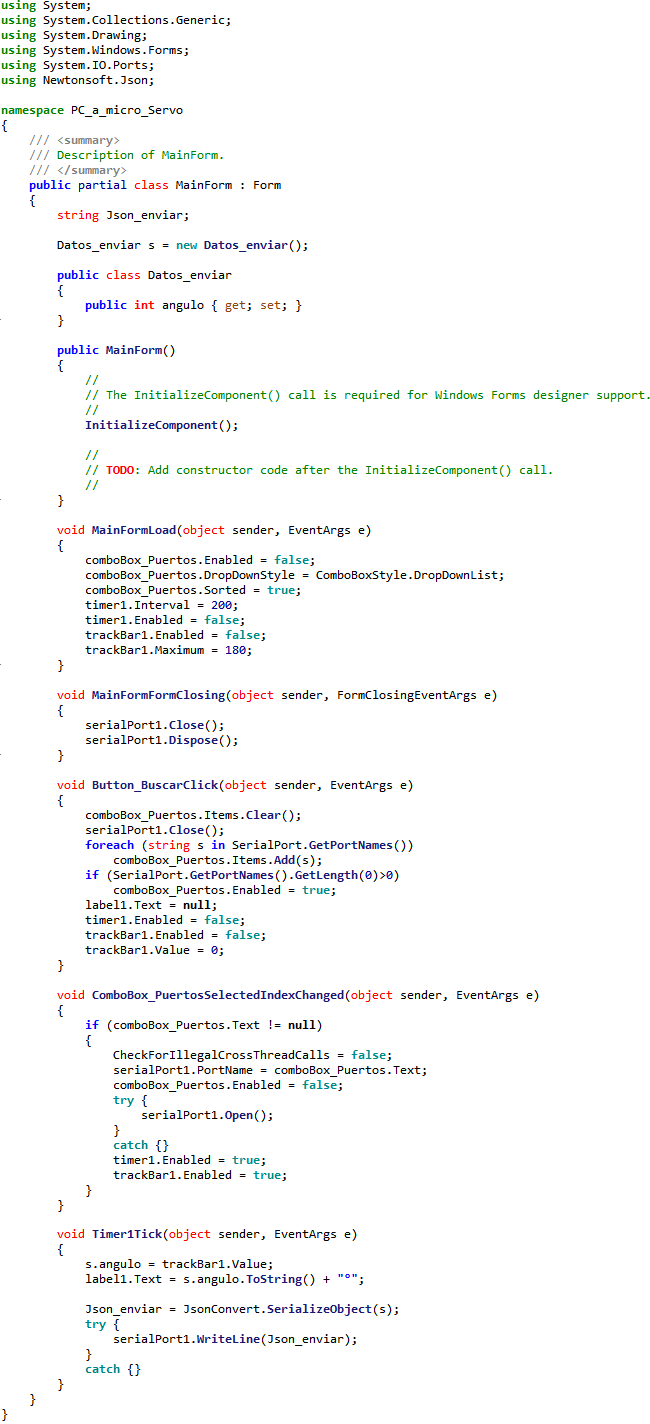 using System;
using System.Collections.Generic;
using System.Drawing;
using System.Windows.Forms;
using System.IO.Ports;
using Newtonsoft.Json;

namespace PC_a_micro_Servo
{
    /// <summary>
    /// Description of MainForm.
    /// </summary>
    public partial class MainForm : Form
    {
        string Json_enviar;

        Datos_enviar s = new Datos_enviar();

        public class Datos_enviar
        {
            public int angulo { get; set; }
        }

        public MainForm()
        {
            //
            // The InitializeComponent() call is required for Windows Forms designer support.
            //
            InitializeComponent();

            //
            // TODO: Add constructor code after the InitializeComponent() call.
            //
        }

        void MainFormLoad(object sender, EventArgs e)
        {
            comboBox_Puertos.Enabled = false;
            comboBox_Puertos.DropDownStyle = ComboBoxStyle.DropDownList;
            comboBox_Puertos.Sorted = true;
            timer1.Interval = 200;
            timer1.Enabled = false;
            trackBar1.Enabled = false;
            trackBar1.Maximum = 180;
        }

        void MainFormFormClosing(object sender, FormClosingEventArgs e)
        {
            serialPort1.Close();
            serialPort1.Dispose();
        }

        void Button_BuscarClick(object sender, EventArgs e)
        {
            comboBox_Puertos.Items.Clear();
            serialPort1.Close();
            foreach (string s in SerialPort.GetPortNames())
                comboBox_Puertos.Items.Add(s);
            if (SerialPort.GetPortNames().GetLength(0)>0)
                comboBox_Puertos.Enabled = true;
            label1.Text = null;
            timer1.Enabled = false;
            trackBar1.Enabled = false;
            trackBar1.Value = 0;
        }

        void ComboBox_PuertosSelectedIndexChanged(object sender, EventArgs e)
        {
            if (comboBox_Puertos.Text != null)
            {
                CheckForIllegalCrossThreadCalls = false;
                serialPort1.PortName = comboBox_Puertos.Text;
                comboBox_Puertos.Enabled = false;
                try {
                    serialPort1.Open();
                }
                catch {}
                timer1.Enabled = true;
                trackBar1.Enabled = true;
            }
        }

        void Timer1Tick(object sender, EventArgs e)
        {
            s.angulo = trackBar1.Value;
            label1.Text = s.angulo.ToString() + "°";

            Json_enviar = JsonConvert.SerializeObject(s);
            try {
                serialPort1.WriteLine(Json_enviar);
            }
            catch {}
        }
    }
}